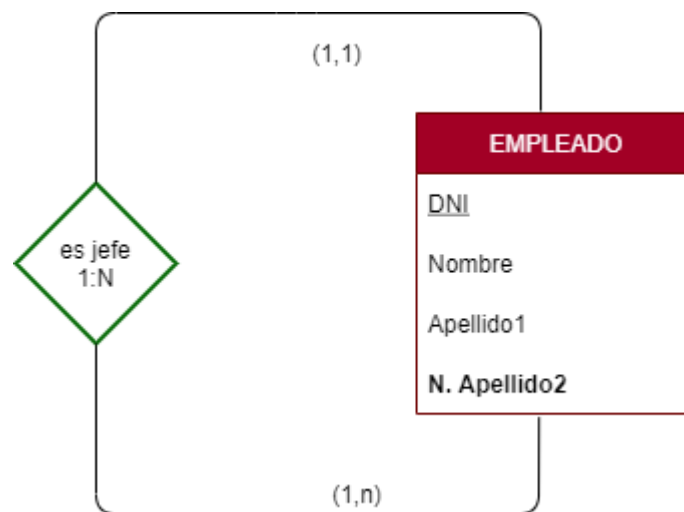 (1,1)
EMPLEADO
DNI
Nombre
es jefe
1:N
Apellido1
N. Apellido2
(1,n)